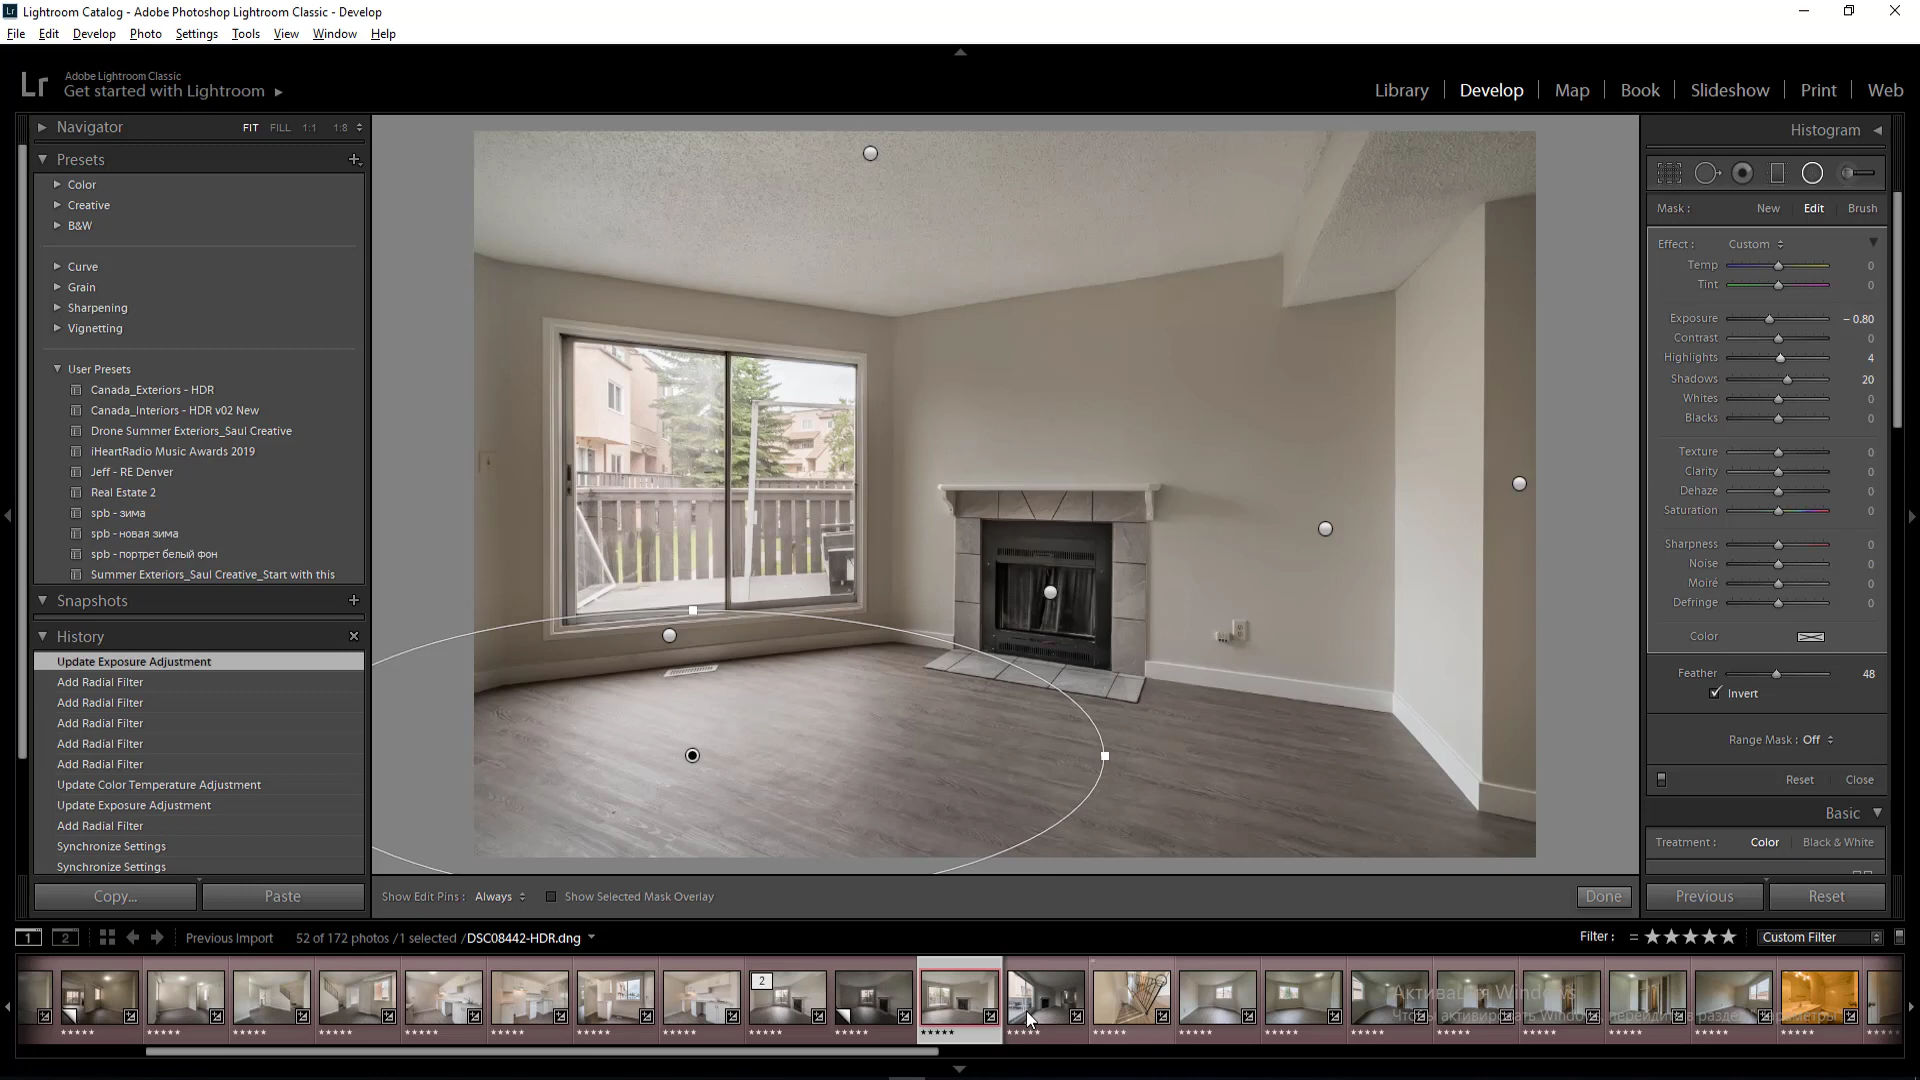 Lightroom Catalog - Adobe Photoshop Lightroom Classic - Develop
File Edit Develop Photo Settings Tools View Window Help
Lr
Adobe Lightroom Classic
Get started with Lightroom
Library Develop Map Book Slideshow Print Web
Navigator FIT FILL 1:1 1:8
Presets
Color
Creative
B&W
Curve
Grain
Sharpening
Vignetting
User Presets
Canada_Exteriors - HDR
Canada_Interiors - HDR v02 New
Drone Summer Exteriors_Saul Creative
iHeartRadio Music Awards 2019
Jeff - RE Denver
Real Estate 2
spb - зима
spb - новая зима
spb - портрет белый фон
Summer Exteriors_Saul Creative_Start with this
Snapshots
History
Update Exposure Adjustment
Add Radial Filter
Add Radial Filter
Add Radial Filter
Add Radial Filter
Add Radial Filter
Update Color Temperature Adjustment
Update Exposure Adjustment
Add Radial Filter
Synchronize Settings
Synchronize Settings
Copy... Paste
Show Edit Pins : Always Show Selected Mask Overlay Done
Histogram
Mask : New Edit Brush
Effect : Custom
Temp 0
Tint 0
Exposure – 0.80
Contrast 0
Highlights 4
Shadows 20
Whites 0
Blacks 0
Texture 0
Clarity 0
Dehaze 0
Saturation 0
Sharpness 0
Noise 0
Moiré 0
Defringe 0
Color
Feather 48
Invert
Range Mask : Off
Reset Close
Basic
Treatment : Color Black & White
Previous Reset
1 2 Previous Import 52 of 172 photos /1 selected /DSC08442-HDR.dng
Filter : Custom Filter
2
Активация Windows
Чтобы активировать Windows, перейдите в раздел "Параметры"